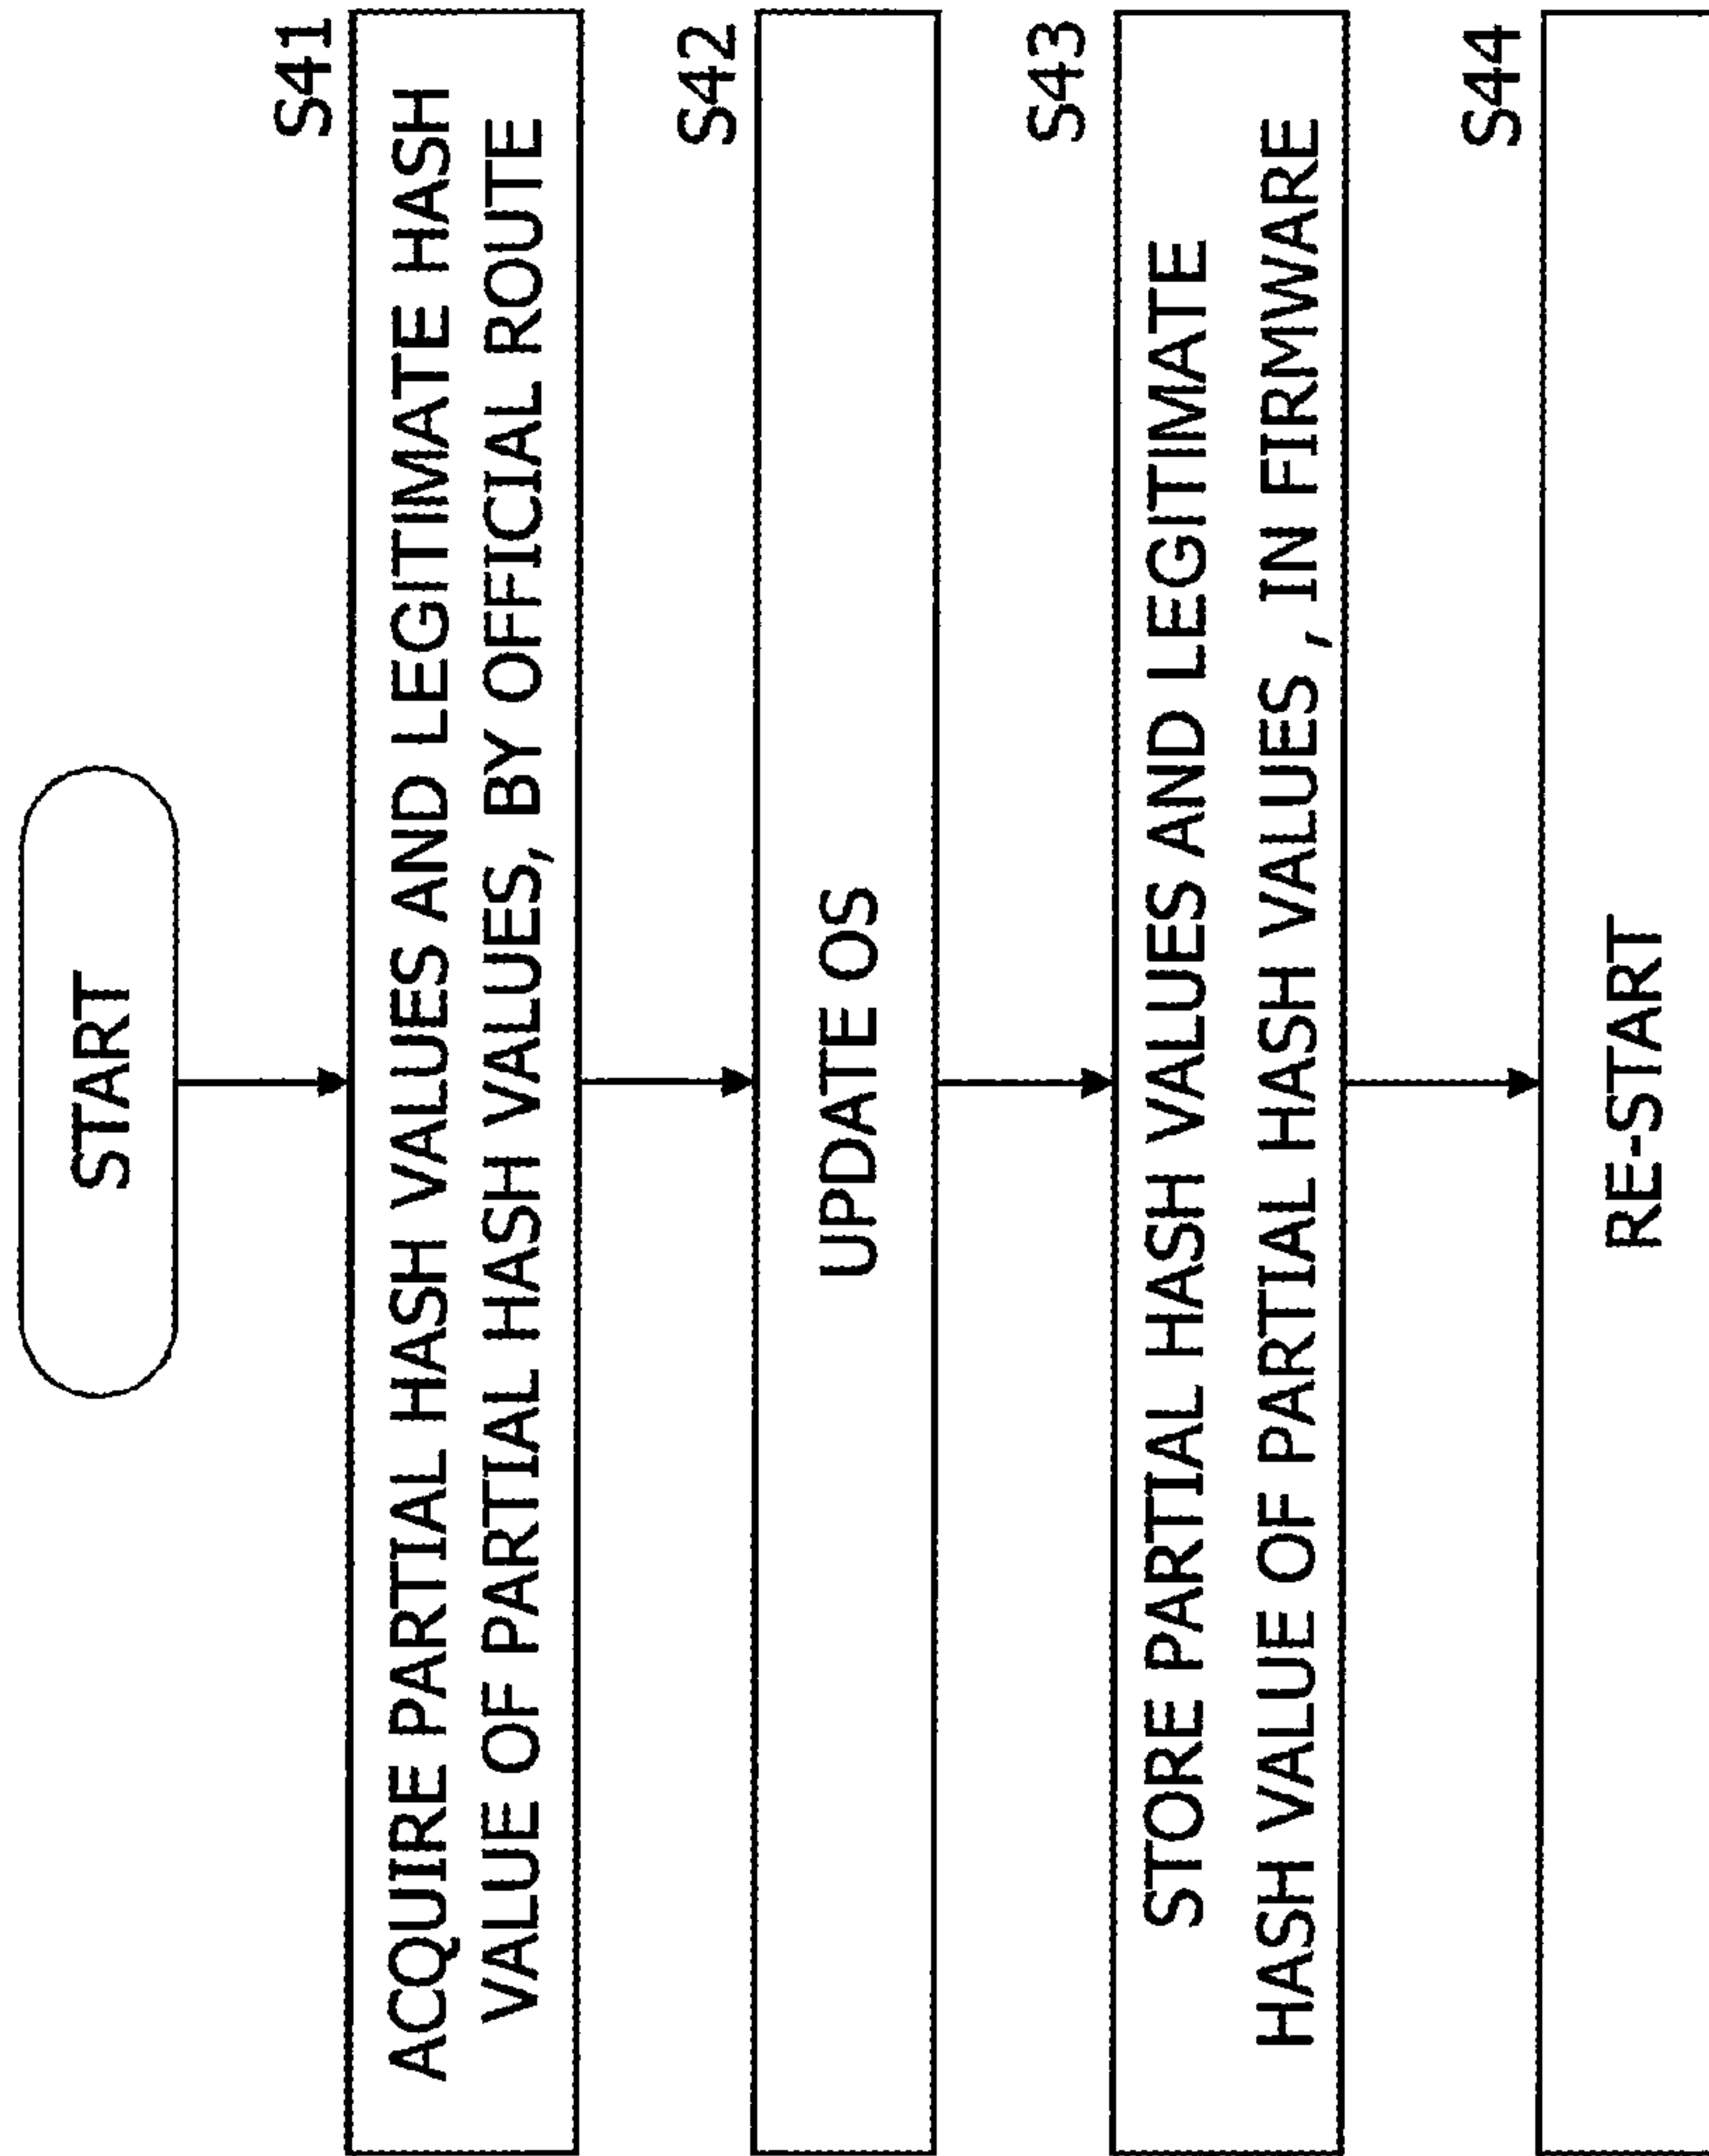 START
S41
ACQUIRE PARTIAL HASH VALUES AND LEGITIMATE HASH
VALUE OF PARTIAL HASH VALUES, BY OFFICIAL ROUTE
S42
UPDATE OS
S43
STORE PARTIAL HASH VALUES AND LEGITIMATE
HASH VALUE OF PARTIAL HASH VALUES , IN FIRMWARE
S44
RE-START